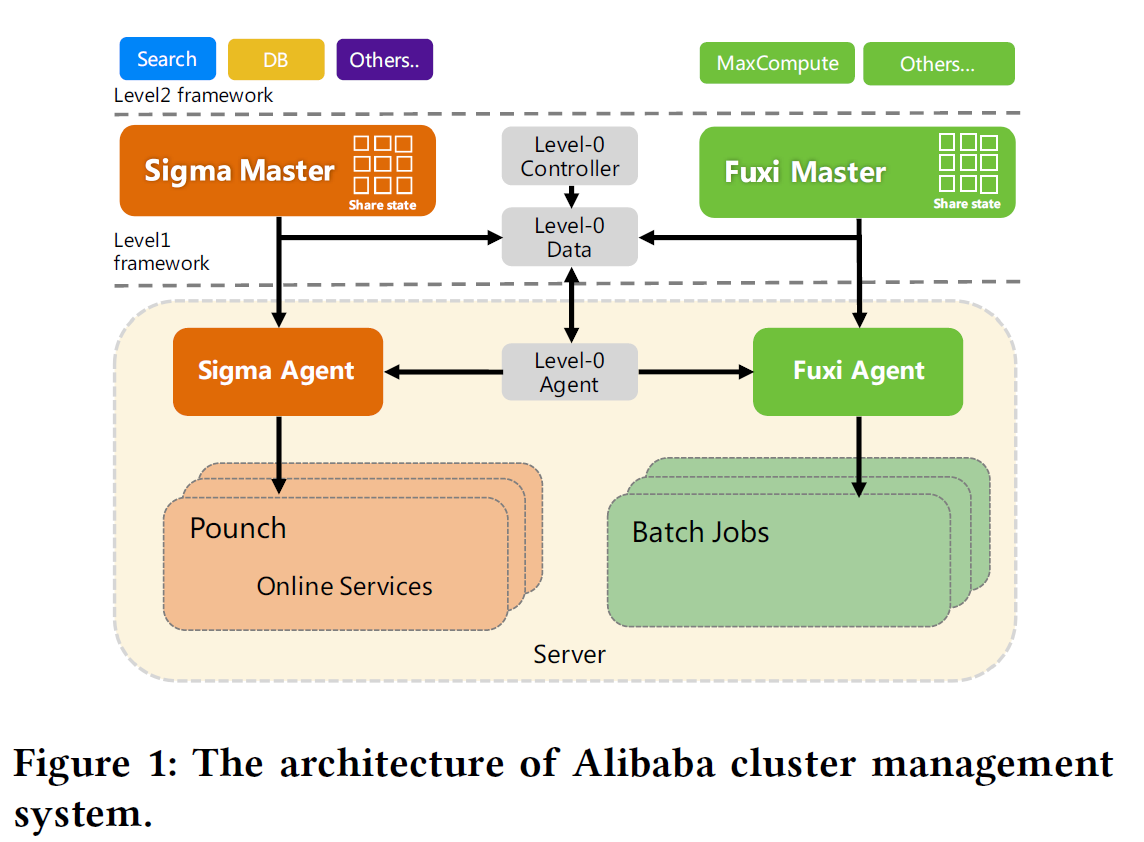 Search
DB
Others..
MaxCompute
Others...
Level2 framework
Sigma Master
Share state
Level-0
Controller
Fuxi Master
Share state
Level-0
Data
Level1
framework
Sigma Agent
Level-0
Agent
Fuxi Agent
Pounch
Online Services
Batch Jobs
Server
Figure 1: The architecture of Alibaba cluster management
system.